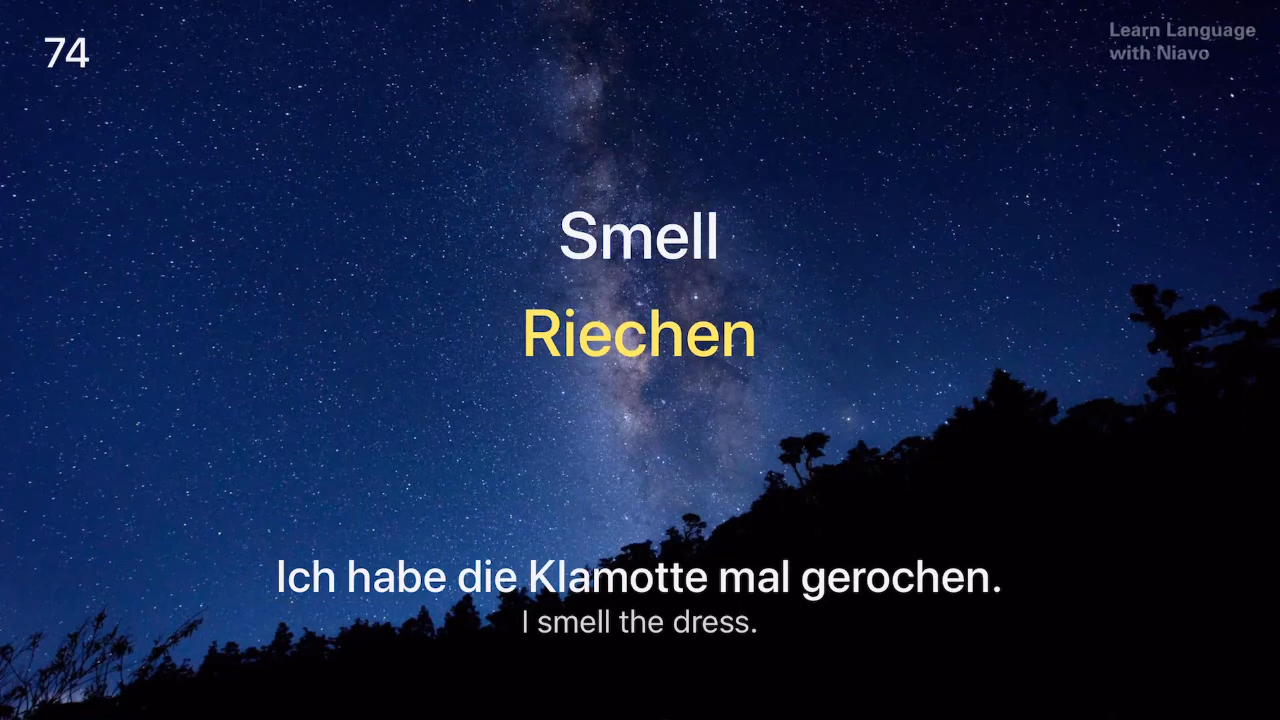 74
Learn Language
with Niavo
Smell
Riechen
Ich habe die Klamotte mal gerochen.
I smell the dress.